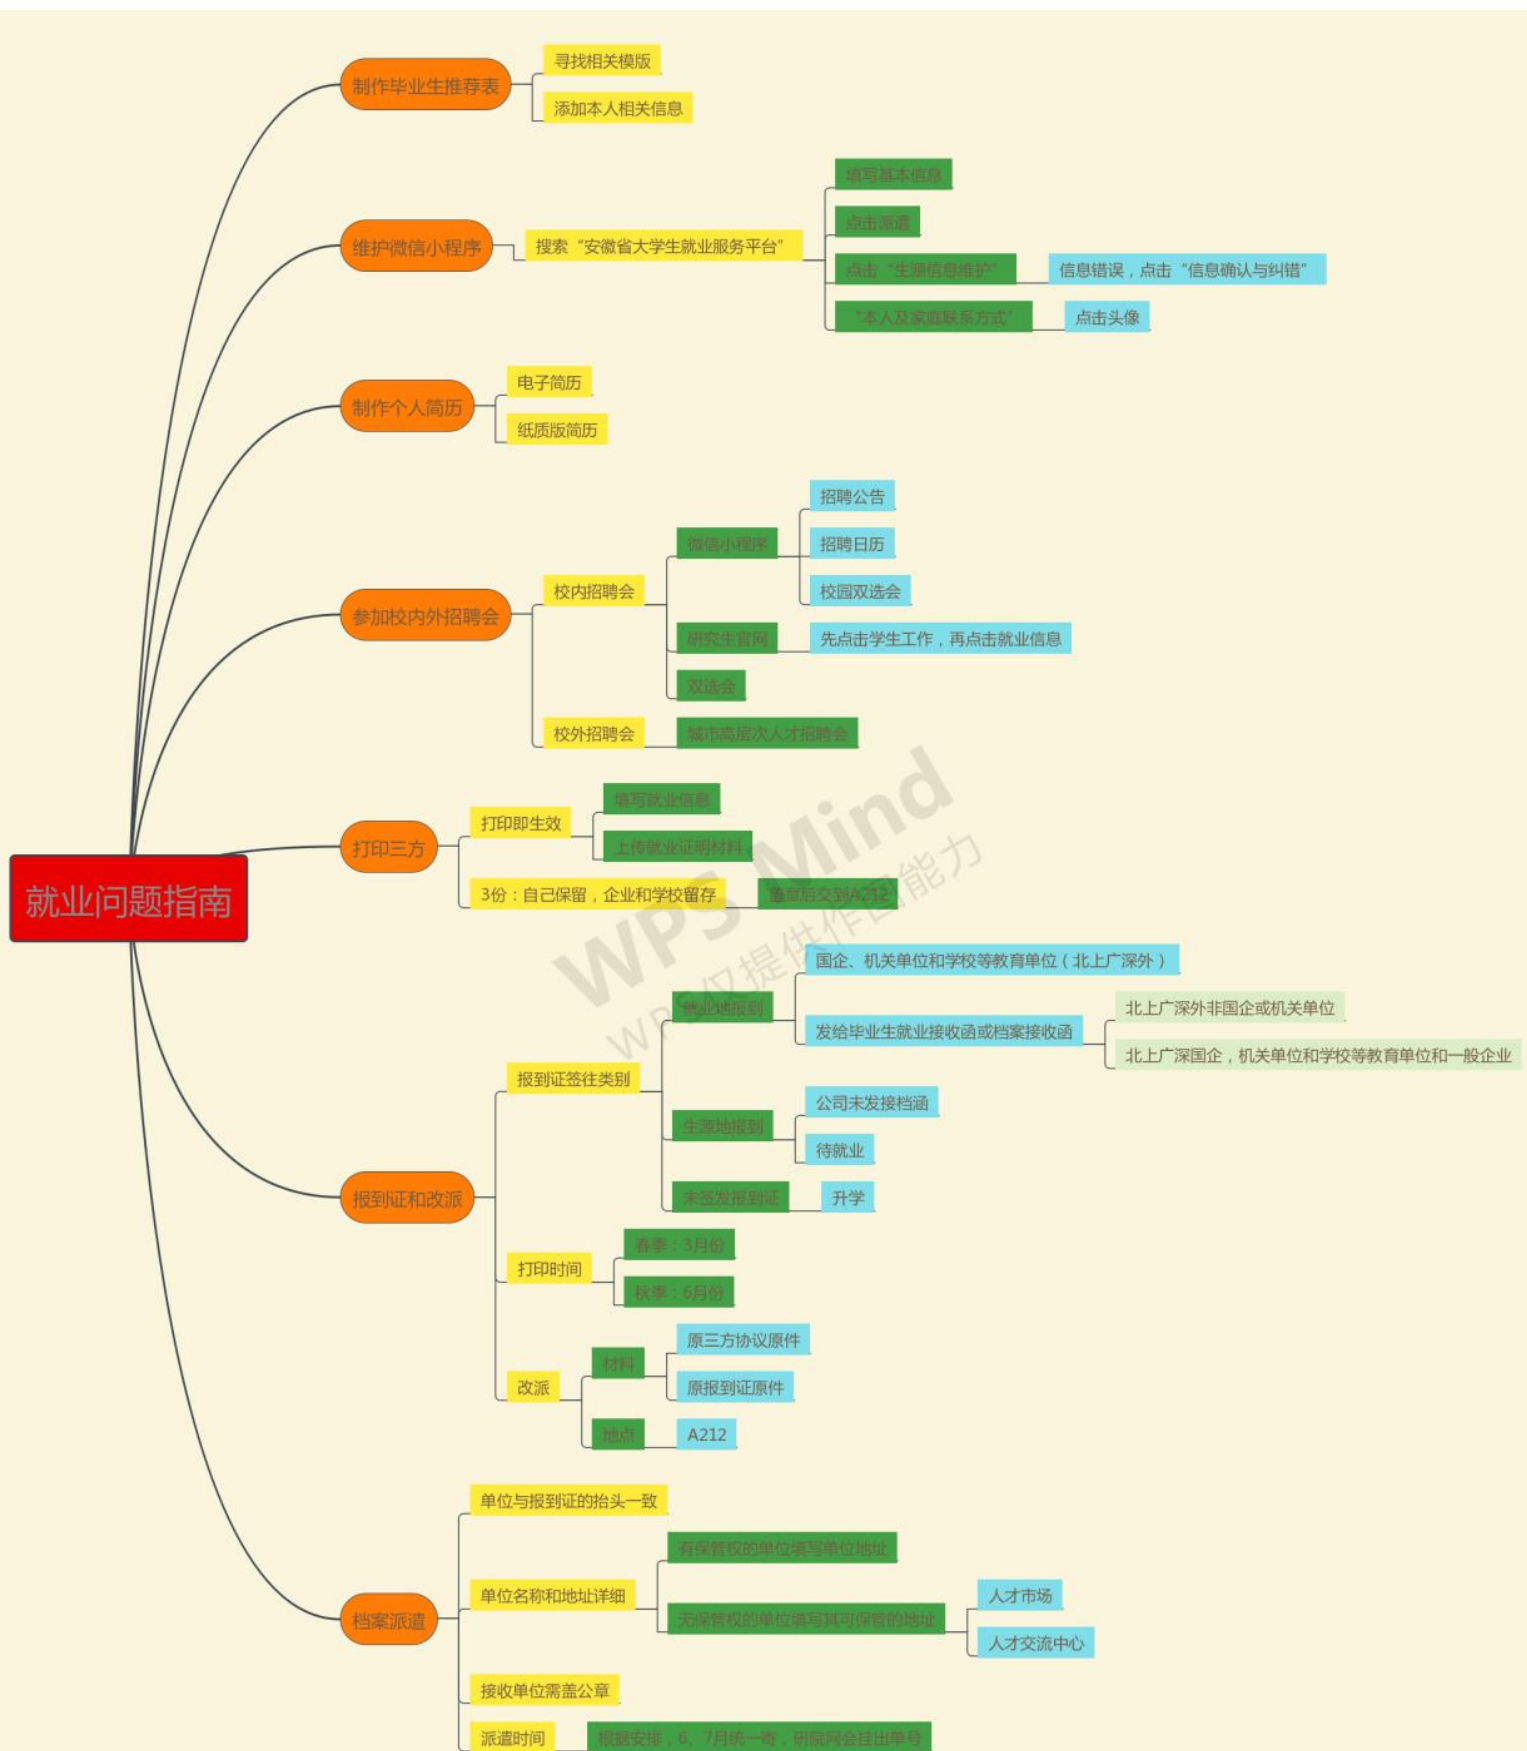 就业问题指南
制作毕业生推荐表
寻找相关模版
添加本人相关信息
维护微信小程序
搜索“安徽省大学生就业服务平台”
填写基本信息
点击派遣
点击“生源信息维护”
信息错误，点击“信息确认与纠错”
“本人及家庭联系方式”
点击头像
制作个人简历
电子简历
纸质版简历
参加校内外招聘会
校内招聘会
微信小程序
招聘公告
招聘日历
校园双选会
研究生官网
先点击学生工作，再点击就业信息
双选会
校外招聘会
城市高层次人才招聘会
打印三方
打印即生效
填写就业信息
上传就业证明材料
3份：自己保留，企业和学校留存
盖章后交到A212
报到证和改派
报到证签往类别
就业地报到
国企、机关单位和学校等教育单位（北上广深外）
发给毕业生就业接收函或档案接收函
北上广深外非国企或机关单位
北上广深国企，机关单位和学校等教育单位和一般企业
生源地报到
公司未发接档涵
待就业
未签发报到证
升学
打印时间
春季：3月份
秋季：6月份
改派
材料
原三方协议原件
原报到证原件
地点
A212
档案派遣
单位与报到证的抬头一致
单位名称和地址详细
有保管权的单位填写单位地址
无保管权的单位填写其可保管的地址
人才市场
人才交流中心
接收单位需盖公章
派遣时间
根据安排，6、7月统一寄，研院网会挂出单号
WPS Mind
WPS仅提供作图能力